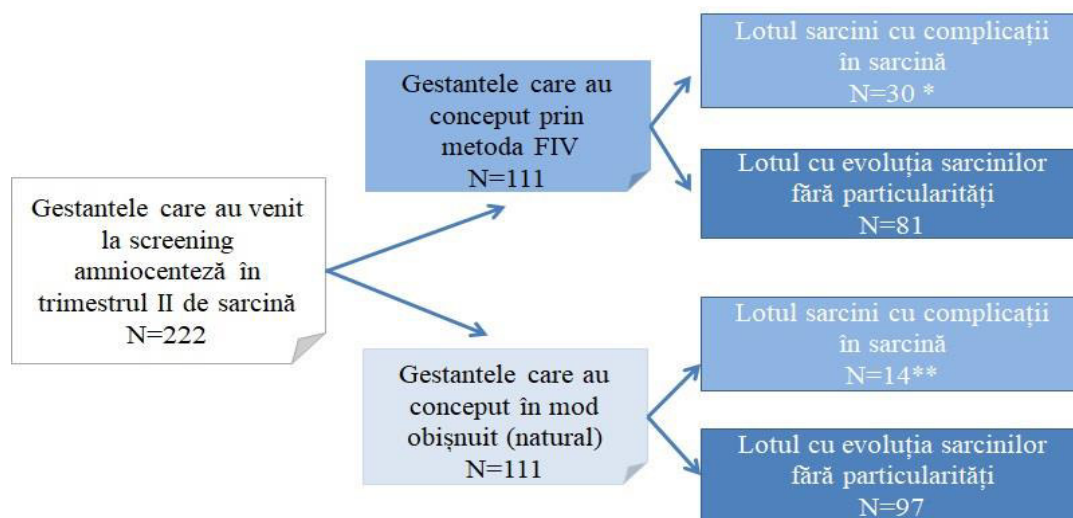 Gestantele care au venit
la screening
amniocenteză în
trimestrul II de sarcină
N=222
Gestantele care au
conceput prin
metoda FIV
N=111
Lotul sarcini cu complicații
în sarcină
N=30 *
Lotul cu evoluția sarcinilor
fără particularități
N=81
Gestantele care au
conceput în mod
obișnuit (natural)
N=111
Lotul sarcini cu complicații
în sarcină
N=14**
Lotul cu evoluția sarcinilor
fără particularități
N=97